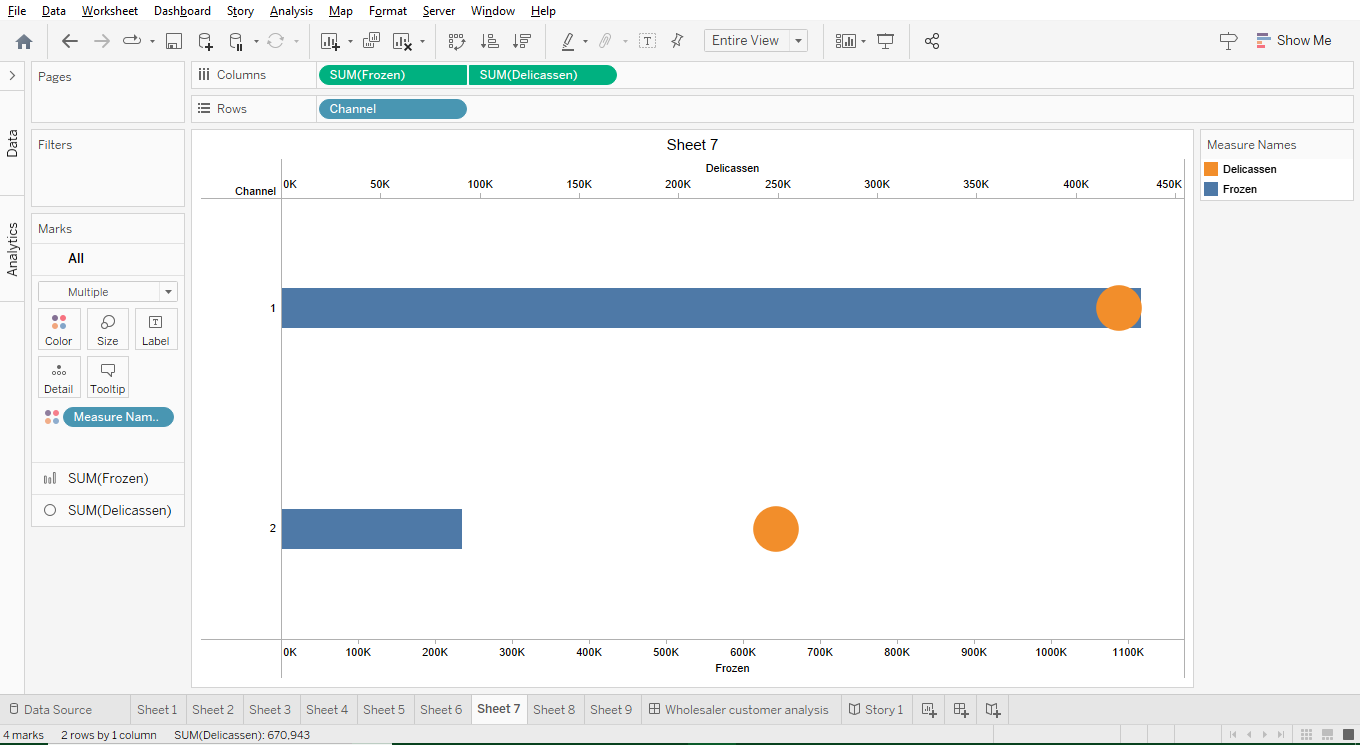 File Data Worksheet Dashboard Story Analysis Map Format Server Window Help
Entire View
Show Me
Pages
Columns
SUM(Frozen)
SUM(Delicassen)
Rows
Channel
Data
Analytics
Filters
Marks
All
Multiple
Color
Size
Label
Detail
Tooltip
Measure Nam..
SUM(Frozen)
SUM(Delicassen)
Sheet 7
Delicassen
Channel
0K 50K 100K 150K 200K 250K 300K 350K 400K 450K
1
2
0K 100K 200K 300K 400K 500K 600K 700K 800K 900K 1000K 1100K
Frozen
Measure Names
Delicassen
Frozen
Data Source Sheet 1 Sheet 2 Sheet 3 Sheet 4 Sheet 5 Sheet 6 Sheet 7 Sheet 8 Sheet 9 Wholesaler customer analysis Story 1
4 marks 2 rows by 1 column SUM(Delicassen): 670,943